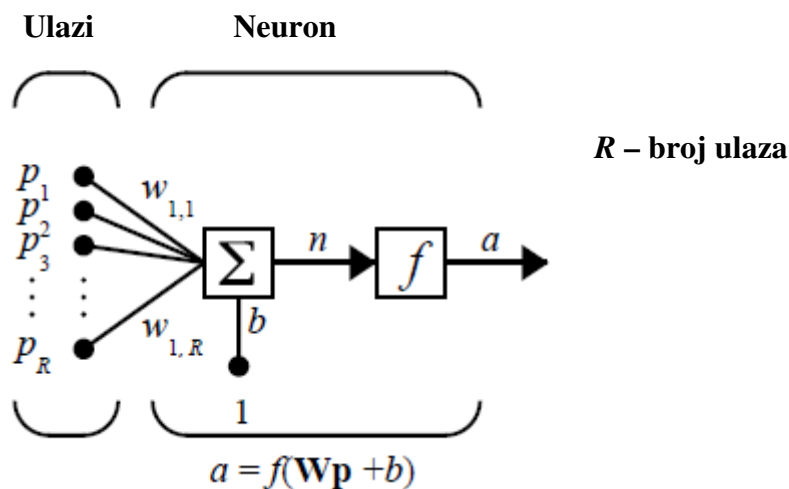 Ulazi Neuron
R – broj ulaza
p1
p2
p3
pR
w1,1
w1,R
Σ
n
f
a
b
1
a = f(Wp +b)